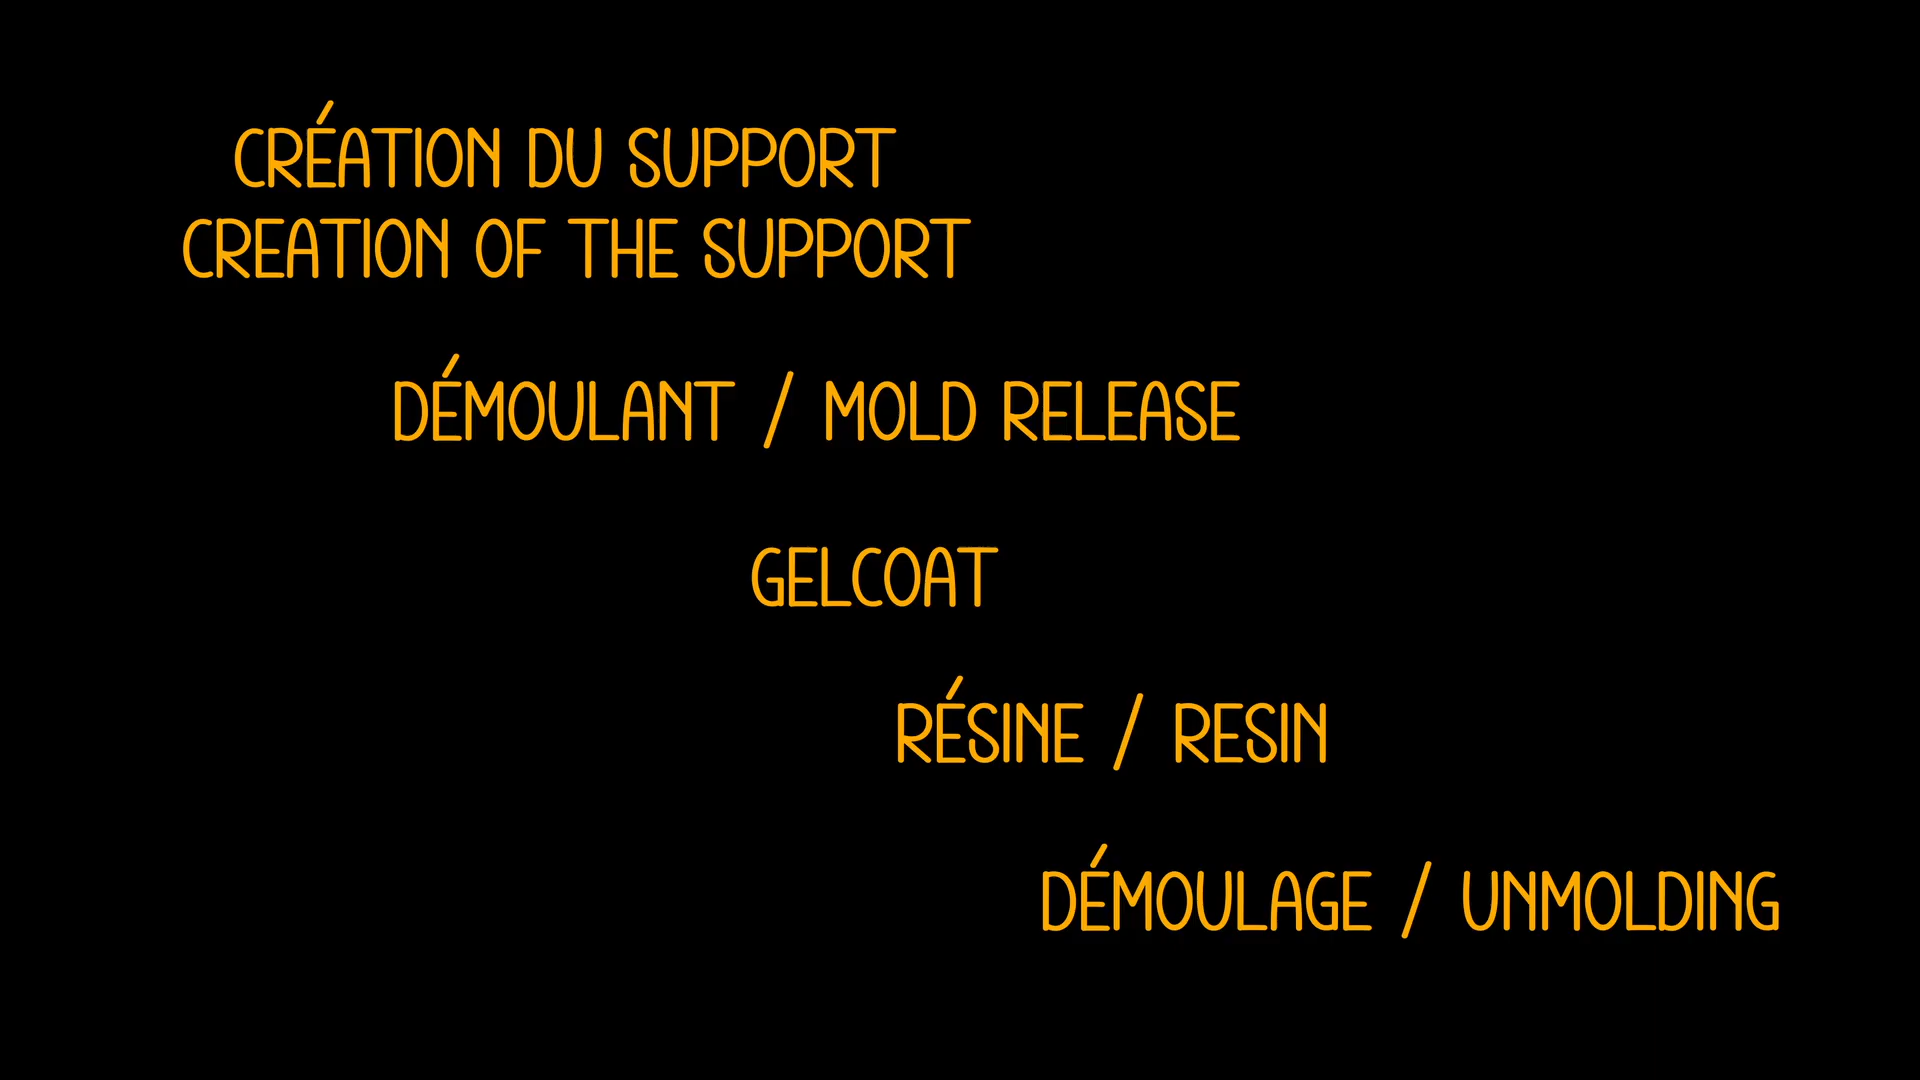 CRÉATION DU SUPPORT
CREATION OF THE SUPPORT
DÉMOULANT / MOLD RELEASE
GELCOAT
RÉSINE / RESIN
DÉMOULAGE / UNMOLDING